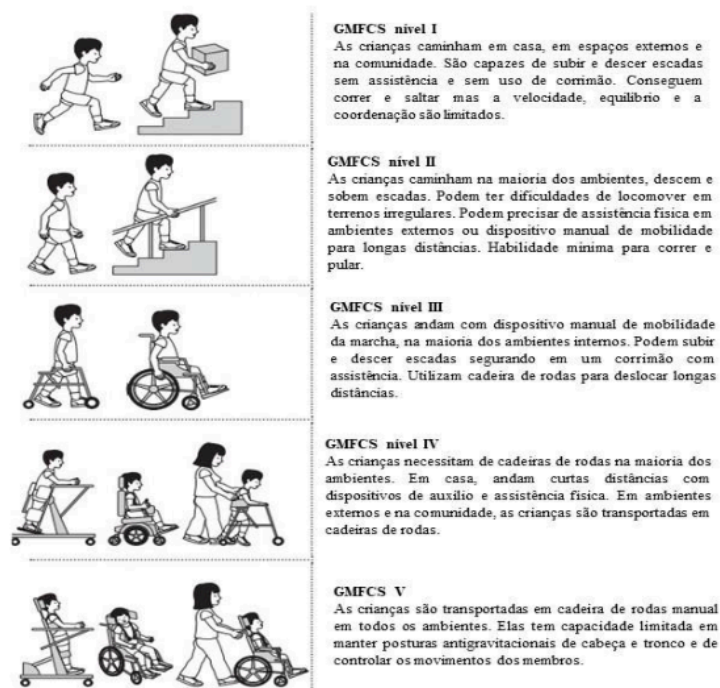 GMFCS nível I
As crianças caminham em casa, em espaços externos e
na comunidade. São capazes de subir e descer escadas
sem assistência e sem uso de corrimão. Conseguem
correr e saltar mas a velocidade, equilíbrio e a
coordenação são limitados.
GMFCS nível II
As crianças caminham na maioria dos ambientes, descem e
sobem escadas. Podem ter dificuldades de locomover em
terrenos irregulares. Podem precisar de assistência física em
ambientes externos ou dispositivo manual de mobilidade
para longas distâncias. Habilidade mínima para correr e
pular.
GMFCS nível III
As crianças andam com dispositivo manual de mobilidade
da marcha, na maioria dos ambientes internos. Podem subir
e descer escadas segurando em um corrimão com
assistência. Utilizam cadeira de rodas para deslocar longas
distâncias.
GMFCS nível IV
As crianças necessitam de cadeiras de rodas na maioria dos
ambientes. Em casa, andam curtas distâncias com
dispositivos de auxilio e assistência física. Em ambientes
externos e na comunidade, as crianças são transportadas em
cadeiras de rodas.
GMFCS V
As crianças são transportadas em cadeira de rodas manual
em todos os ambientes. Elas tem capacidade limitada em
manter posturas antigravitacionais de cabeça e tronco e de
controlar os movimentos dos membros.